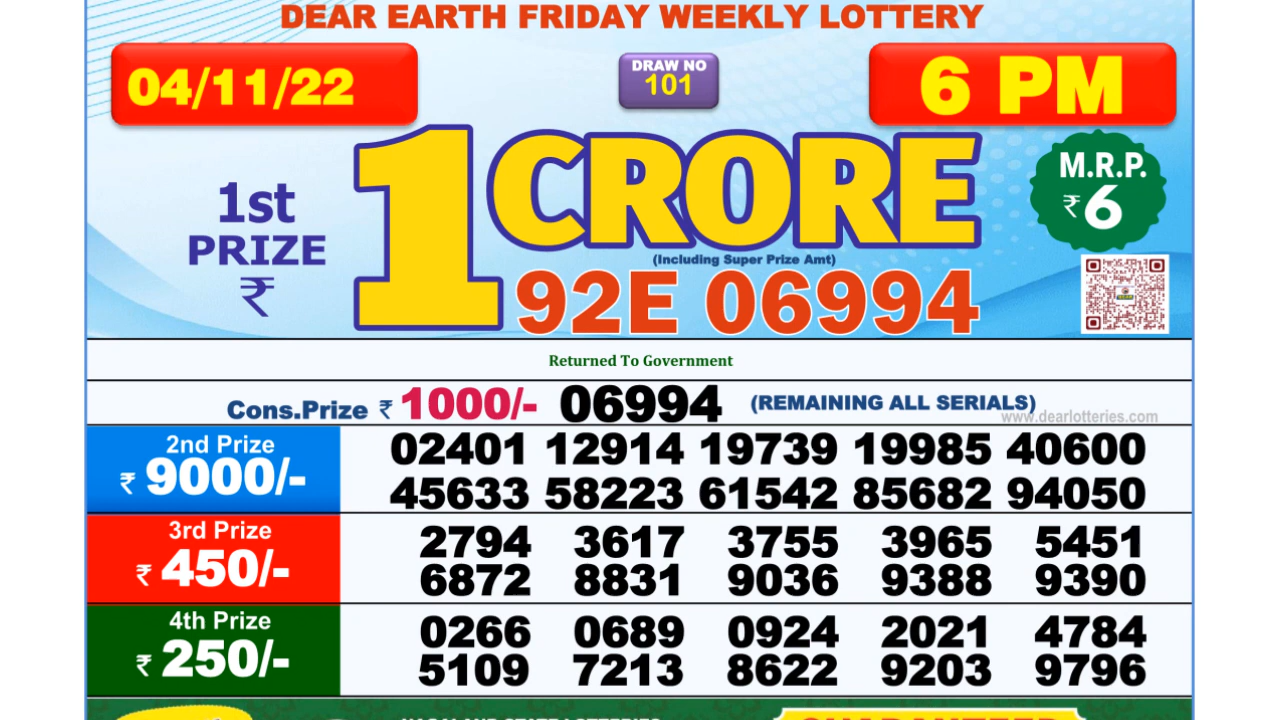 DEAR EARTH FRIDAY WEEKLY LOTTERY
04/11/22
DRAW NO
101
6 PM
1st
PRIZE
₹
1 CRORE
(Including Super Prize Amt)
92E 06994
M.R.P.
₹6
Returned To Government
Cons.Prize ₹ 1000/- 06994 (REMAINING ALL SERIALS)
www.dearlotteries.com
2nd Prize
₹ 9000/-
02401 12914 19739 19985 40600
45633 58223 61542 85682 94050
3rd Prize
₹ 450/-
2794 3617 3755 3965 5451
6872 8831 9036 9388 9390
4th Prize
₹ 250/-
0266 0689 0924 2021 4784
5109 7213 8622 9203 9796